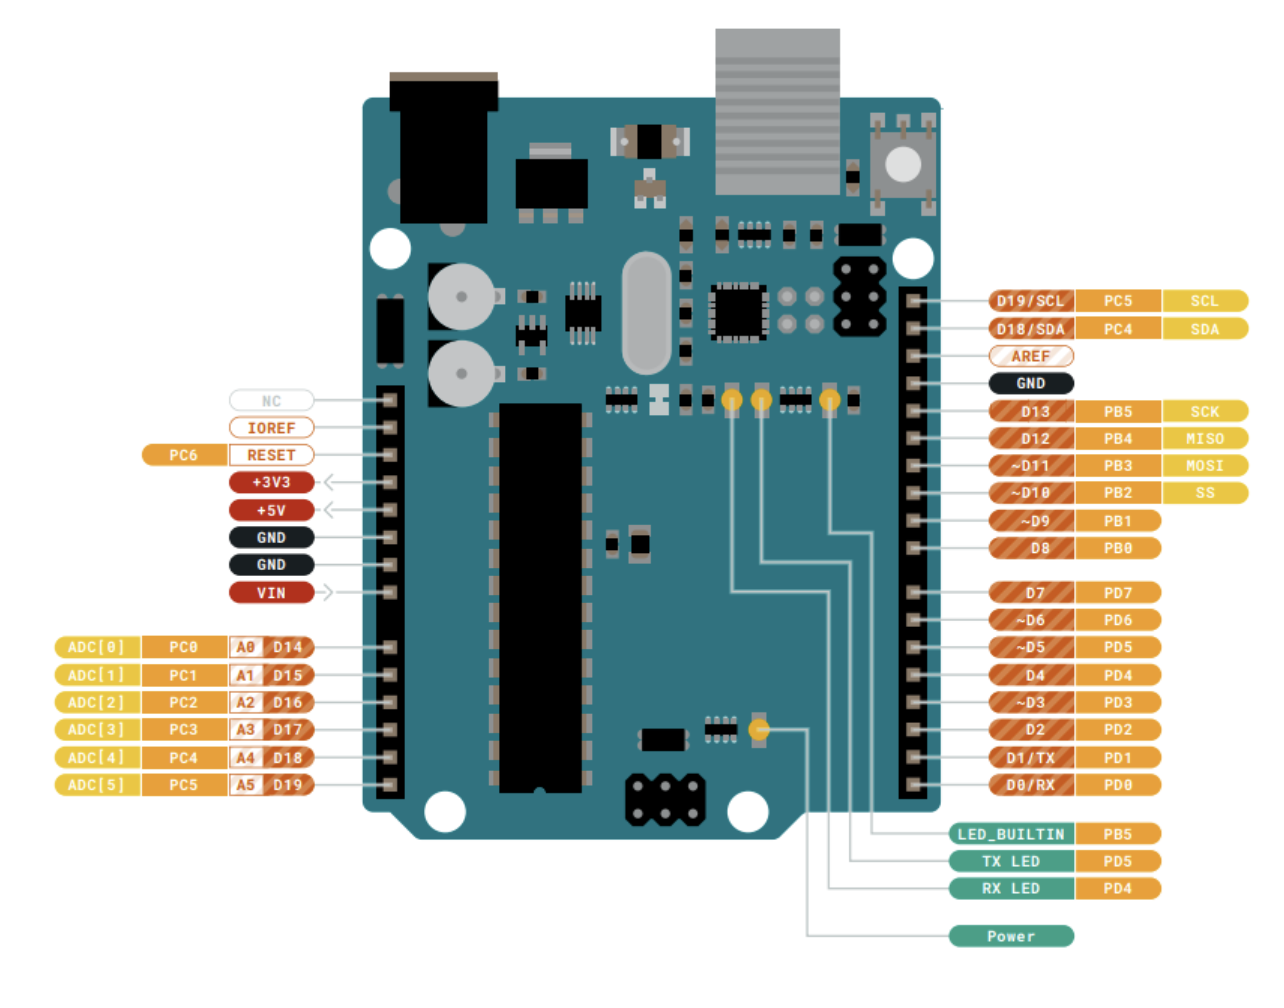 NC
IOREF
PC6 RESET
+3V3
+5V
GND
GND
VIN
ADC[0] PC0 A0 D14
ADC[1] PC1 A1 D15
ADC[2] PC2 A2 D16
ADC[3] PC3 A3 D17
ADC[4] PC4 A4 D18
ADC[5] PC5 A5 D19
D19/SCL PC5 SCL
D18/SDA PC4 SDA
AREF
GND
D13 PB5 SCK
D12 PB4 MISO
~D11 PB3 MOSI
~D10 PB2 SS
~D9 PB1
D8 PB0
D7 PD7
~D6 PD6
~D5 PD5
D4 PD4
~D3 PD3
D2 PD2
D1/TX PD1
D0/RX PD0
LED_BUILTIN PB5
TX LED PD5
RX LED PD4
Power